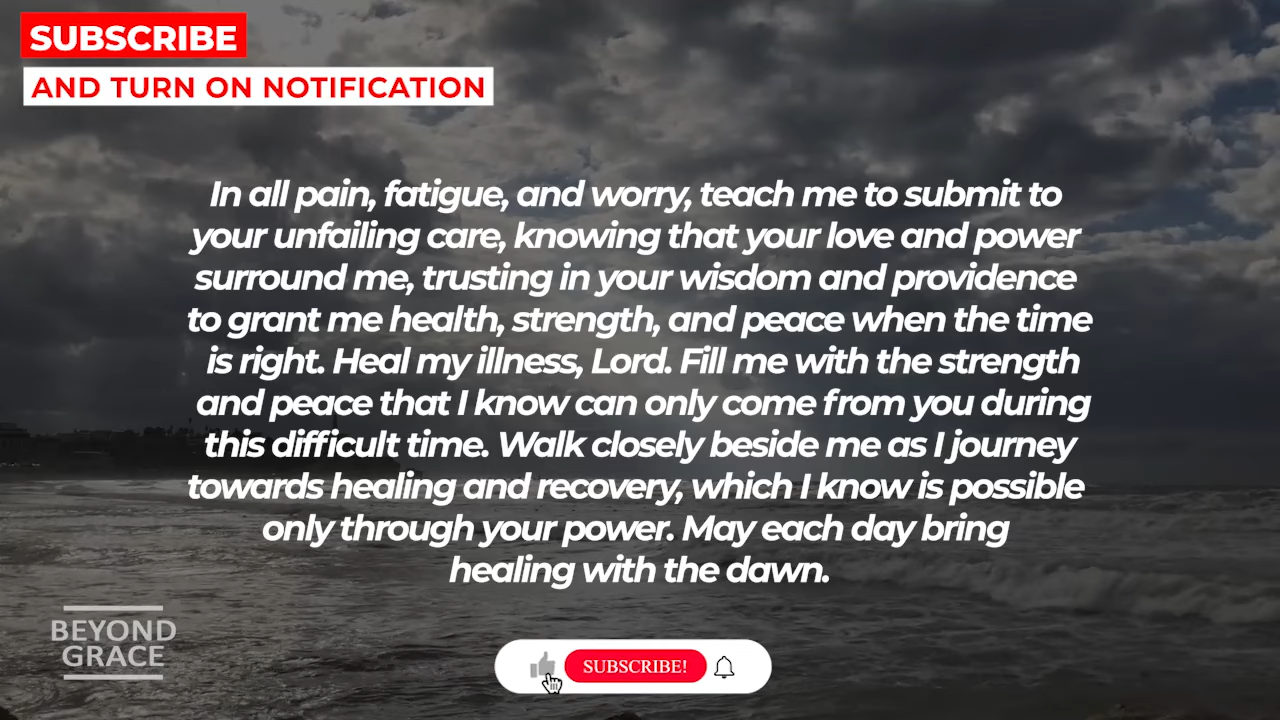 SUBSCRIBE
AND TURN ON NOTIFICATION
In all pain, fatigue, and worry, teach me to submit to
your unfailing care, knowing that your love and power
surround me, trusting in your wisdom and providence
to grant me health, strength, and peace when the time
is right. Heal my illness, Lord. Fill me with the strength
and peace that I know can only come from you during
this difficult time. Walk closely beside me as I journey
towards healing and recovery, which I know is possible
only through your power. May each day bring
healing with the dawn.
BEYOND
GRACE
SUBSCRIBE!